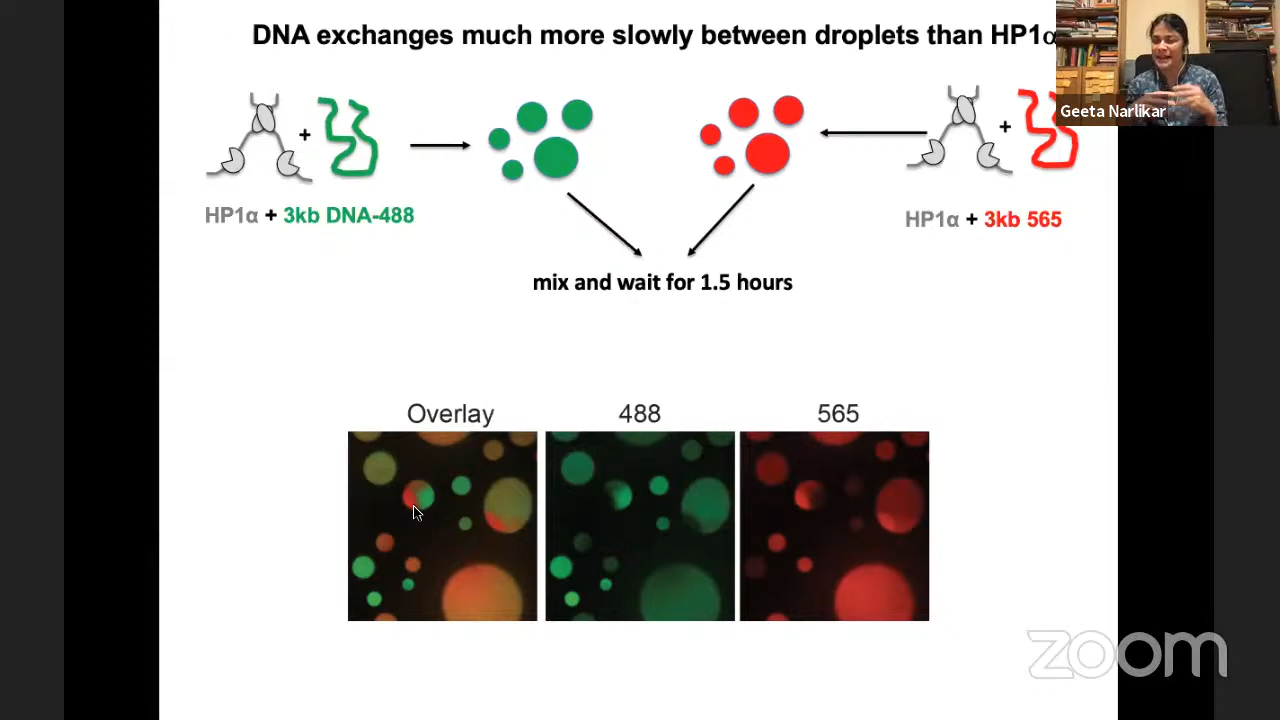 DNA exchanges much more slowly between droplets than HP1α
Geeta Narlikar
+
+
HP1α + 3kb DNA-488
HP1α + 3kb 565
mix and wait for 1.5 hours
Overlay
488
565
zoom